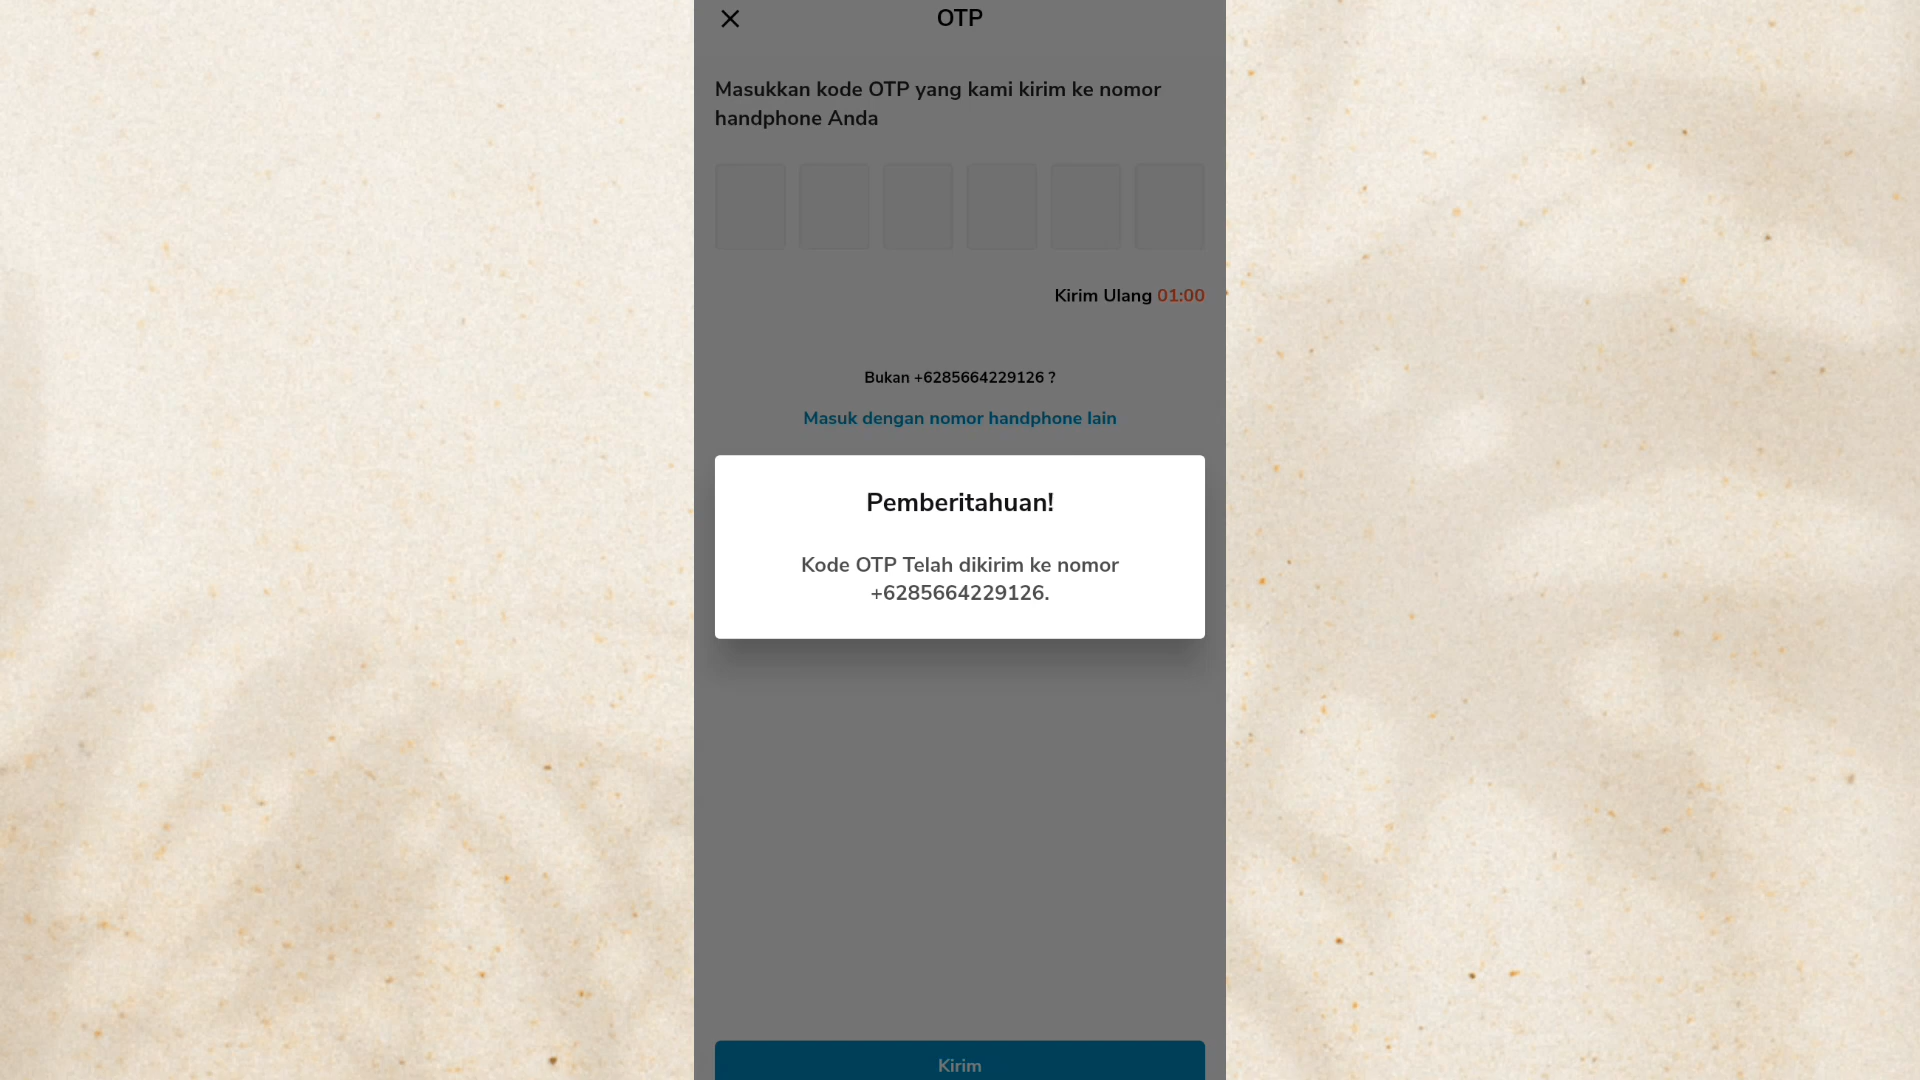 OTP
Masukkan kode OTP yang kami kirim ke nomor
handphone Anda
Kirim Ulang 01:00
Bukan +6285664229126 ?
Masuk dengan nomor handphone lain
Pemberitahuan!
Kode OTP Telah dikirim ke nomor
+6285664229126.
Kirim